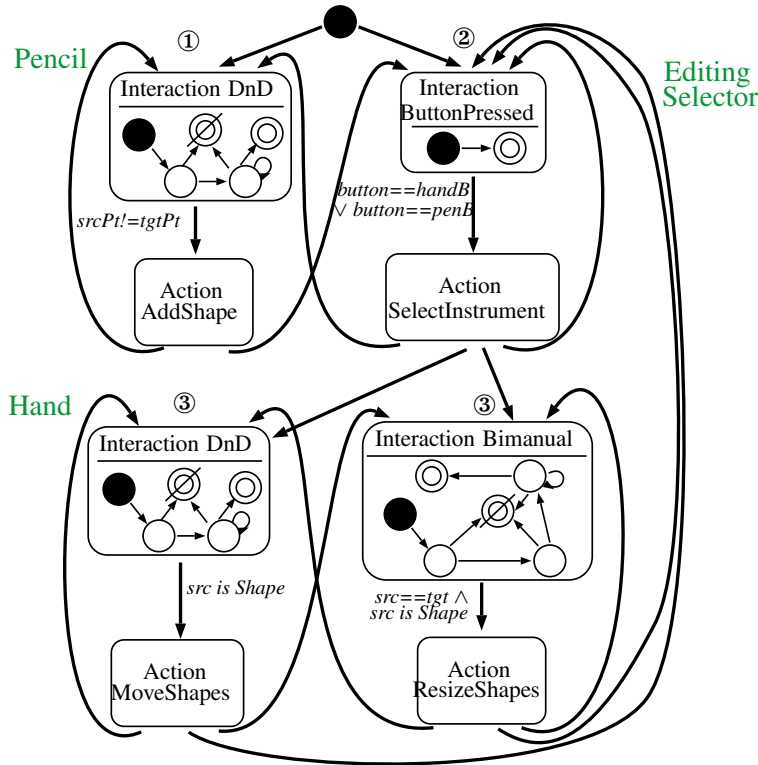 ①
②
Pencil
Editing
Selector
Interaction DnD
Interaction
ButtonPressed
srcPt!=tgtPt
button==handB
∨ button==penB
Action
AddShape
Action
SelectInstrument
Hand
③
③
Interaction DnD
Interaction Bimanual
src is Shape
src==tgt ∧
src is Shape
Action
MoveShapes
Action
ResizeShapes